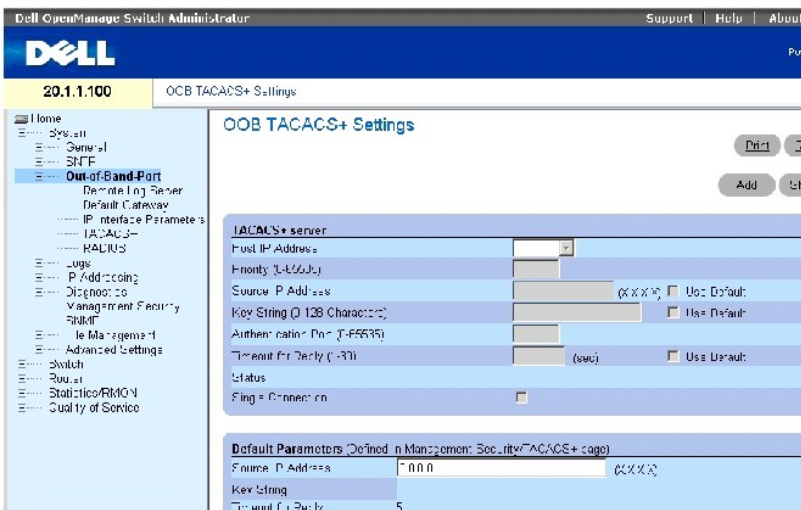 Dell OpenManage Switch Administrator
Support | Help | About
DELL
20.1.1.100
OOB TACACS+ Settings
Home
System
General
SNTP
Out-of-Band-Port
Remote Log Server
Default Gateway
IP Interface Parameters
TACACS+
RADIUS
Logs
IP Addressing
Diagnostics
Management Security
SNMP
File Management
Advanced Settings
Switch
Router
Statistics/RMON
Quality of Service
OOB TACACS+ Settings
Print
Add
TACACS+ server
Host IP Address
Priority (0-65535)
Source IP Address (X.X.X.X) Use Default
Key String (0-128 Characters) Use Default
Authentication Port (0-65535)
Timeout for Reply (1-30) (sec) Use Default
Status
Single Connection
Default Parameters (Defined in Management Security/TACACS+ page)
Source IP Address 0.0.0.0 (X.X.X.X)
Key String
Timeout for Reply 5